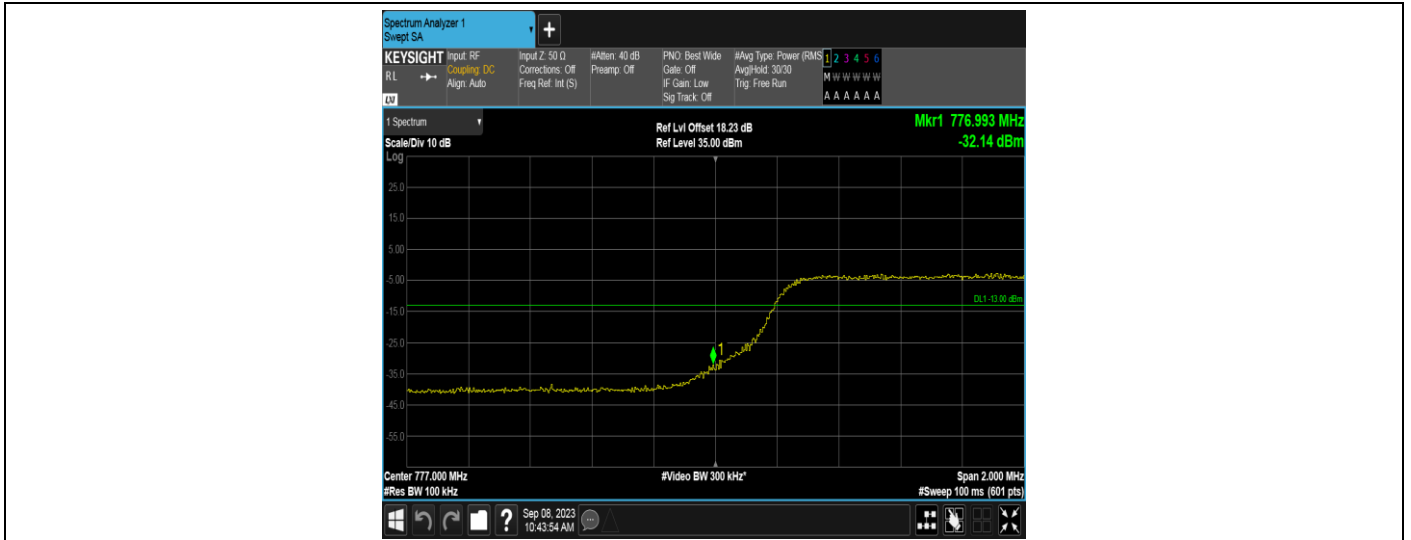 Spectrum Analyzer 1
Swept SA
+
KEYSIGHT Input: RF Input Z: 50 Ω #Atten: 40 dB PNO: Best Wide #Avg Type: Power (RMS 1 2 3 4 5 6
RL Coupling: DC Corrections: Off Preamp: Off Gate: Off Avg|Hold: 30/30 M W W W W W
Align: Auto Freq Ref: Int (S) IF Gain: Low Trig: Free Run
LXI Sig Track: Off A A A A A A
1 Spectrum Ref Lvl Offset 18.23 dB Mkr1 776.993 MHz
Scale/Div 10 dB Ref Level 35.00 dBm -32.14 dBm
Log
25.0
15.0
5.00
-5.00
DL1 -13.00 dBm
-15.0
-25.0
1
-35.0
-45.0
-55.0
Center 777.000 MHz #Video BW 300 kHz* Span 2.000 MHz
#Res BW 100 kHz #Sweep 100 ms (601 pts)
? Sep 08, 2023
10:43:54 AM